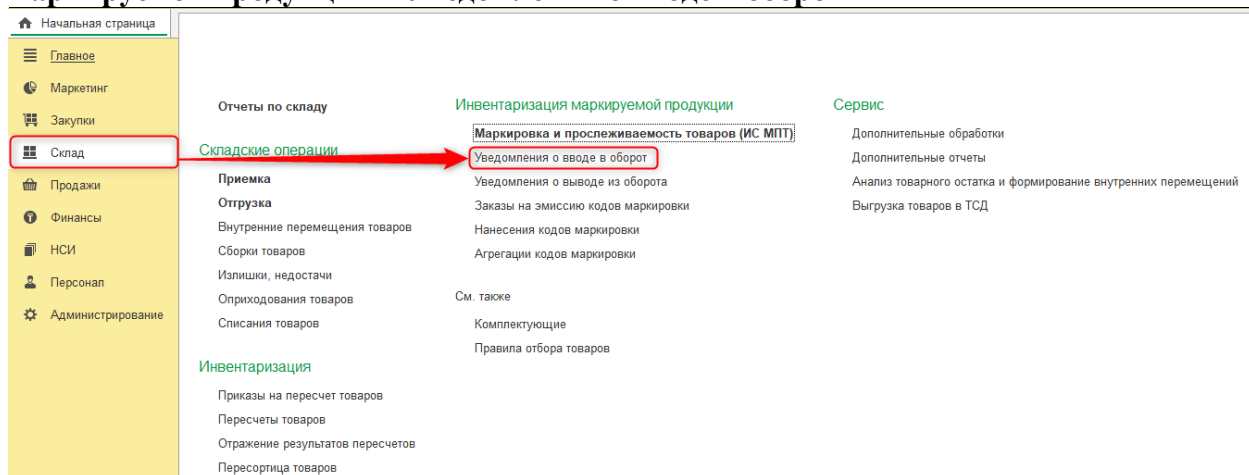 Начальная страница
Главное
Маркетинг
Закупки
Склад
Продажи
Финансы
НСИ
Персонал
Администрирование
Отчеты по складу
Складские операции
Приемка
Отгрузка
Внутренние перемещения товаров
Сборки товаров
Излишки, недостачи
Оприходования товаров
Списания товаров
Инвентаризация
Приказы на пересчет товаров
Пересчеты товаров
Отражение результатов пересчетов
Пересортица товаров
Инвентаризация маркируемой продукции
Маркировка и прослеживаемость товаров (ИС МПТ)
Уведомления о вводе в оборот
Уведомления о выводе из оборота
Заказы на эмиссию кодов маркировки
Нанесения кодов маркировки
Агрегации кодов маркировки
См. также
Комплектующие
Правила отбора товаров
Сервис
Дополнительные обработки
Дополнительные отчеты
Анализ товарного остатка и формирование внутренних перемещений
Выгрузка товаров в ТСД